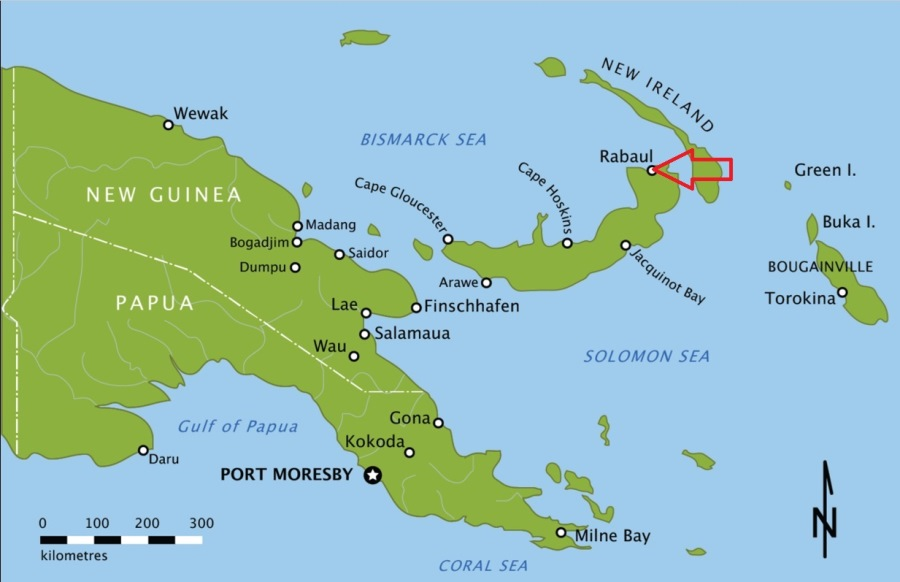 NEW IRELAND
Wewak
BISMARCK SEA
Rabaul
Green I.
Cape Hoskins
Cape Gloucester
NEW GUINEA
Madang
Buka I.
Bogadjim
Saidor
Dumpu
Jacquinot Bay
BOUGAINVILLE
Arawe
Torokina
PAPUA
Lae
Finschhafen
Salamaua
Wau
SOLOMON SEA
Gona
Gulf of Papua
Kokoda
Daru
PORT MORESBY
N
0 100 200 300
kilometres
Milne Bay
CORAL SEA